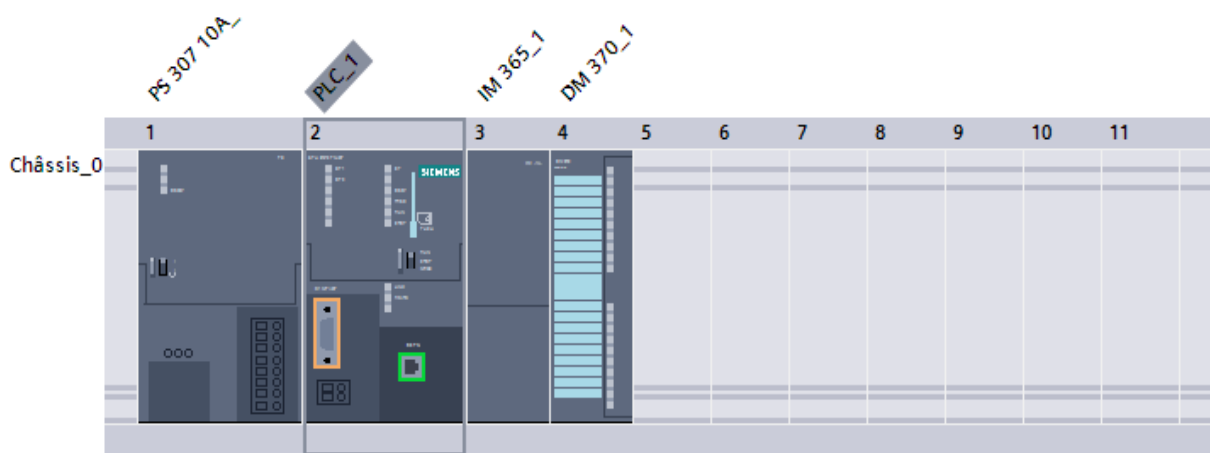 PS 307 10A_
PLC_1
IM 365_1
DM 370_1
1 2 3 4 5 6 7 8 9 10 11
Châssis_0
SIEMENS